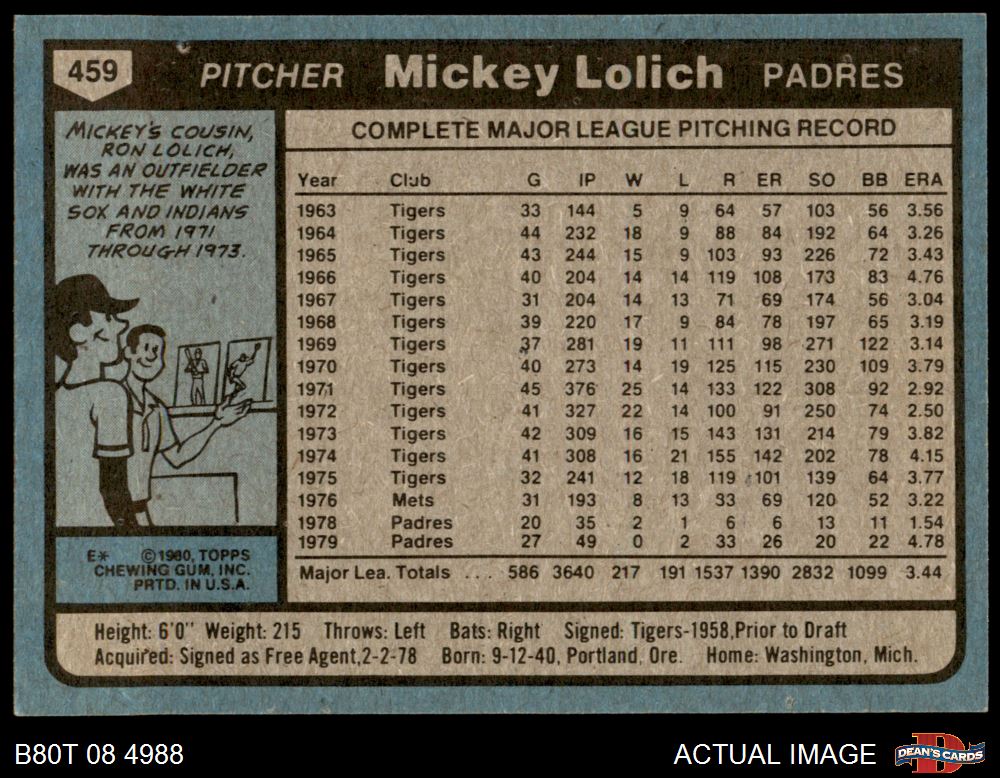 459 PITCHER Mickey Lolich PADRES
MICKEY'S COUSIN,
RON LOLICH,
WAS AN OUTFIELDER
WITH THE WHITE
SOX AND INDIANS
FROM 1971
THROUGH 1973.
E* ©1980, TOPPS
CHEWING GUM, INC.
PRTD. IN U.S.A.
COMPLETE MAJOR LEAGUE PITCHING RECORD
Year Club G IP W L R ER SO BB ERA
1963 Tigers 33 144 5 9 64 57 103 56 3.56
1964 Tigers 44 232 18 9 88 84 192 64 3.26
1965 Tigers 43 244 15 9 103 93 226 72 3.43
1966 Tigers 40 204 14 14 119 108 173 83 4.76
1967 Tigers 31 204 14 13 71 69 174 56 3.04
1968 Tigers 39 220 17 9 84 78 197 65 3.19
1969 Tigers 37 281 19 11 111 98 271 122 3.14
1970 Tigers 40 273 14 19 125 115 230 109 3.79
1971 Tigers 45 376 25 14 133 122 308 92 2.92
1972 Tigers 41 327 22 14 100 91 250 74 2.50
1973 Tigers 42 309 16 15 143 131 214 79 3.82
1974 Tigers 41 308 16 21 155 142 202 78 4.15
1975 Tigers 32 241 12 18 119 101 139 64 3.77
1976 Mets 31 193 8 13 33 69 120 52 3.22
1978 Padres 20 35 2 1 6 6 13 11 1.54
1979 Padres 27 49 0 2 33 26 20 22 4.78
Major Lea. Totals .... 586 3640 217 191 1537 1390 2832 1099 3.44
Height: 6'0" Weight: 215 Throws: Left Bats: Right Signed: Tigers-1958, Prior to Draft
Acquired: Signed as Free Agent, 2-2-78 Born: 9-12-40, Portland, Ore. Home: Washington, Mich.
B80T 08 4988 ACTUAL IMAGE DEAN'S CARDS